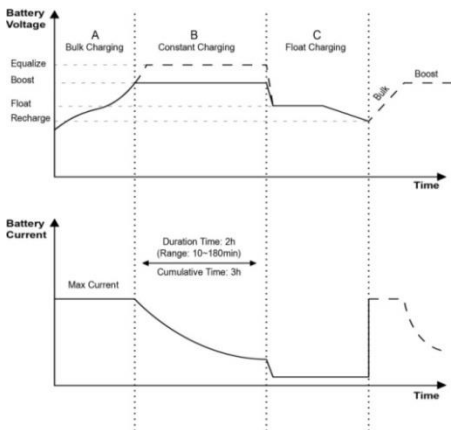 Battery
Voltage
A
B
C
Bulk Charging
Constant Charging
Float Charging
Equalize
Boost
Float
Recharge
Bulk
Boost
Time
Battery
Current
Duration Time: 2h
(Range: 10~180min)
Cumulative Time: 3h
Max Current
Time